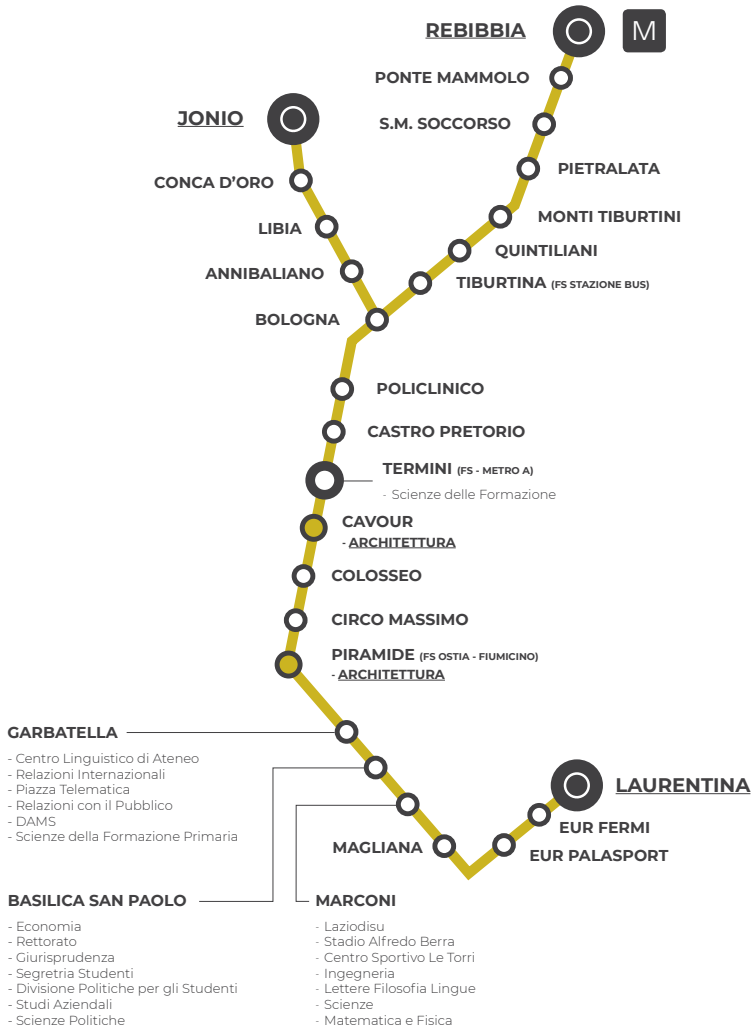 REBIBBIA
M
PONTE MAMMOLO
JONIO
S.M. SOCCORSO
PIETRALATA
CONCA D’ORO
MONTI TIBURTINI
LIBIA
QUINTILIANI
ANNIBALIANO
TIBURTINA (FS STAZIONE BUS)
BOLOGNA
POLICLINICO
CASTRO PRETORIO
TERMINI (FS - METRO A)
- Scienze delle Formazione
CAVOUR
- ARCHITETTURA
COLOSSEO
CIRCO MASSIMO
PIRAMIDE (FS OSTIA - FIUMICINO)
- ARCHITETTURA
GARBATELLA
- Centro Linguistico di Ateneo
- Relazioni Internazionali
- Piazza Telematica
- Relazioni con il Pubblico
- DAMS
- Scienze della Formazione Primaria
LAURENTINA
EUR FERMI
EUR PALASPORT
MAGLIANA
BASILICA SAN PAOLO
- Economia
- Rettorato
- Giurisprudenza
- Segretria Studenti
- Divisione Politiche per gli Studenti
- Studi Aziendali
- Scienze Politiche
MARCONI
- Laziodisu
- Stadio Alfredo Berra
- Centro Sportivo Le Torri
- Ingegneria
- Lettere Filosofia Lingue
- Scienze
- Matematica e Fisica